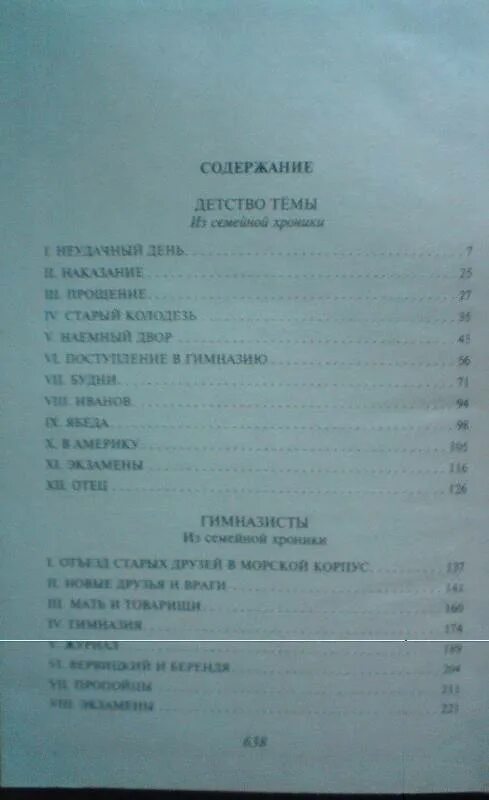 СОДЕРЖАНИЕ
ДЕТСТВО ТЁМЫ
Из семейной хроники
I. НЕУДАЧНЫЙ ДЕНЬ 7
II. НАКАЗАНИЕ 25
III. ПРОЩЕНИЕ 27
IV. СТАРЫЙ КОЛОДЕЗЬ 35
V. НАЕМНЫЙ ДВОР 45
VI. ПОСТУПЛЕНИЕ В ГИМНАЗИЮ 56
VII. БУДНИ 71
VIII. ИВАНОВ 94
IX. ЯБЕДА 98
X. В АМЕРИКУ 105
XI. ЭКЗАМЕНЫ 116
XII. ОТЕЦ 126
ГИМНАЗИСТЫ
Из семейной хроники
I. ОТЪЕЗД СТАРЫХ ДРУЗЕЙ В МОРСКОЙ КОРПУС 137
II. НОВЫЕ ДРУЗЬЯ И ВРАГИ
III. МАТЬ И ТОВАРИЩИ 160
IV. ГИМНАЗИЯ 174
V. ЖУРНАЛ 189
VI. ВЕРВИЦКИЙ И БЕРЕНДЯ 204
VII. ПРОПОЙЦЫ 211
VIII. ЭКЗАМЕНЫ 221
638